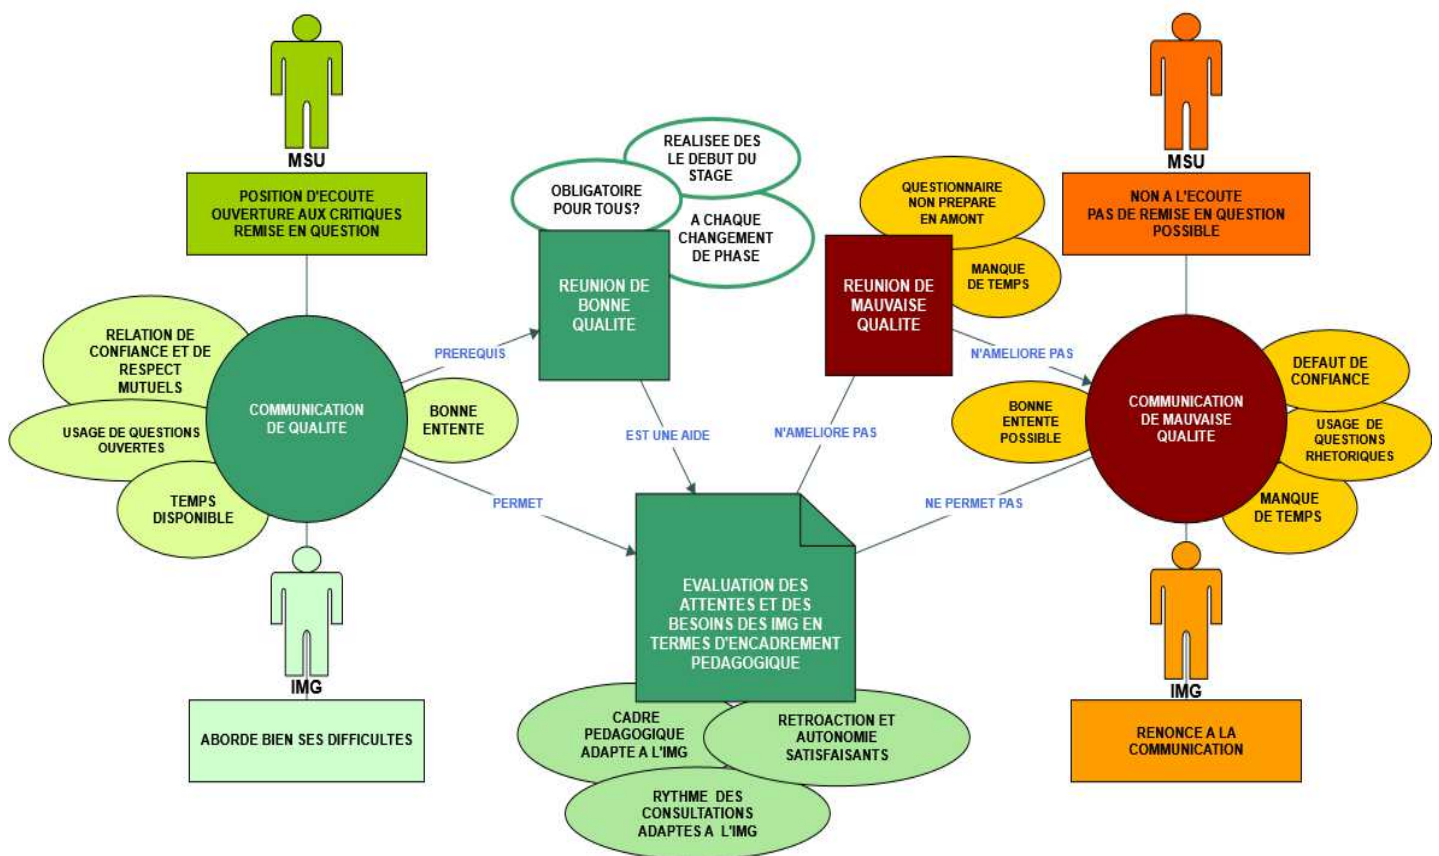 MSU
POSITION D'ECOUTE
OUVERTURE AUX CRITIQUES
REMISE EN QUESTION
RELATION DE
CONFIANCE ET DE
RESPECT
MUTUELS
USAGE DE QUESTIONS
OUVERTES
TEMPS
DISPONIBLE
COMMUNICATION
DE QUALITE
BONNE
ENTENTE
IMG
ABORDE BIEN SES DIFFICULTES
PREREQUIS
PERMET
REALISEE DES
LE DEBUT DU
STAGE
OBLIGATOIRE
POUR TOUS?
A CHAQUE
CHANGEMENT
DE PHASE
REUNION DE
BONNE
QUALITE
EST UNE AIDE
EVALUATION DES
ATTENTES ET DES
BESOINS DES IMG EN
TERMES D'ENCADREMENT
PEDAGOGIQUE
CADRE
PEDAGOGIQUE
ADAPTE A L'IMG
RETROACTION ET
AUTONOMIE
SATISFAISANTS
RYTHME DES
CONSULTATIONS
ADAPTES A L'IMG
QUESTIONNAIRE
NON PREPARE
EN AMONT
MANQUE
DE TEMPS
REUNION DE
MAUVAISE
QUALITE
N'AMELIORE PAS
N'AMELIORE PAS
NE PERMET PAS
MSU
NON A L'ECOUTE
PAS DE REMISE EN QUESTION
POSSIBLE
BONNE
ENTENTE
POSSIBLE
COMMUNICATION
DE MAUVAISE
QUALITE
DEFAUT DE
CONFIANCE
USAGE DE
QUESTIONS
RHETORIQUES
MANQUE
DE TEMPS
IMG
RENONCE A LA
COMMUNICATION